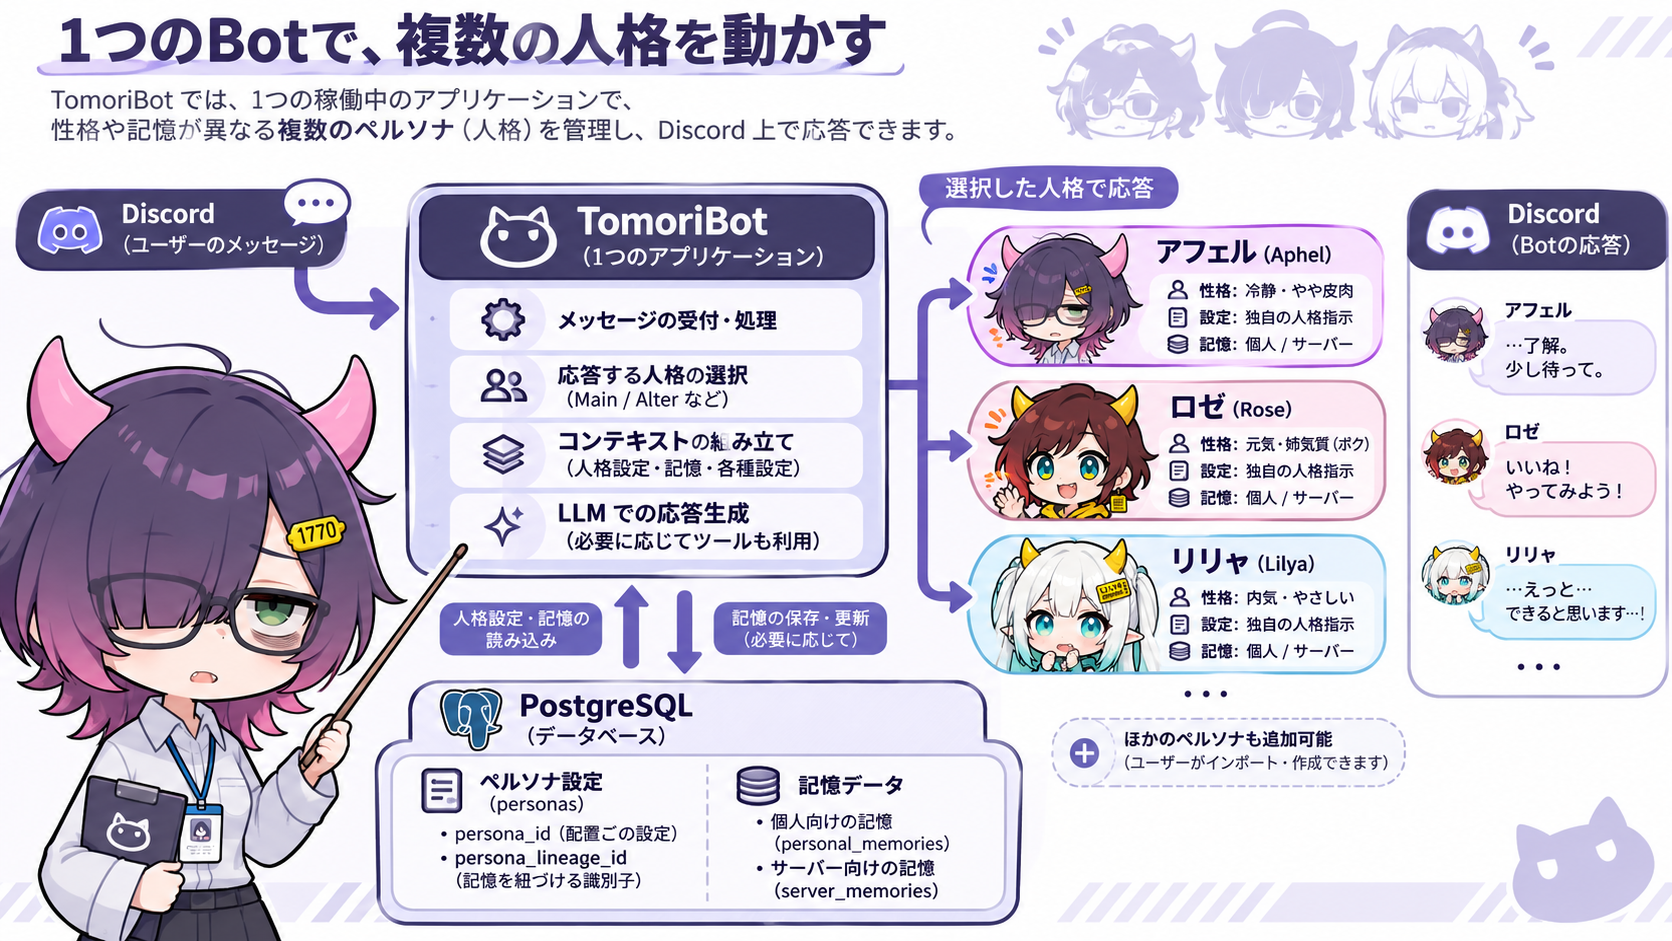 1つのBotで、複数の人格を動かす
TomoriBot では、1つの稼働中のアプリケーションで、
性格や記憶が異なる複数のペルソナ（人格）を管理し、Discord 上で応答できます。
Discord
（ユーザーのメッセージ）
TomoriBot
（1つのアプリケーション）
メッセージの受付・処理
応答する人格の選択
（Main / Alter など）
コンテキストの組み立て
（人格設定・記憶・各種設定）
LLM での応答生成
（必要に応じてツールも利用）
人格設定・記憶の
読み込み
記憶の保存・更新
（必要に応じて）
PostgreSQL
（データベース）
ペルソナ設定
（personas）
• persona_id（配置ごの設定）
• persona_lineage_id
（記憶を紐づける識別子）
記憶データ
• 個人向けの記憶
（personal_memories）
• サーバー向けの記憶
（server_memories）
選択した人格で応答
アフェル（Aphel）
性格：冷静・やや皮肉
設定：独自の人格指示
記憶：個人 / サーバー
ロゼ（Rose）
性格：元気・姉気質（ボク）
設定：独自の人格指示
記憶：個人 / サーバー
リリャ（Lilya）
性格：内気・やさしい
設定：独自の人格指示
記憶：個人 / サーバー
•••
ほかのペルソナも追加可能
（ユーザーがインポート・作成できます）
Discord
（Botの応答）
アフェル
…了解。
少し待って。
ロゼ
いいね！
やってみよう！
リリャ
…えっと…
できると思います…！
•••
1770